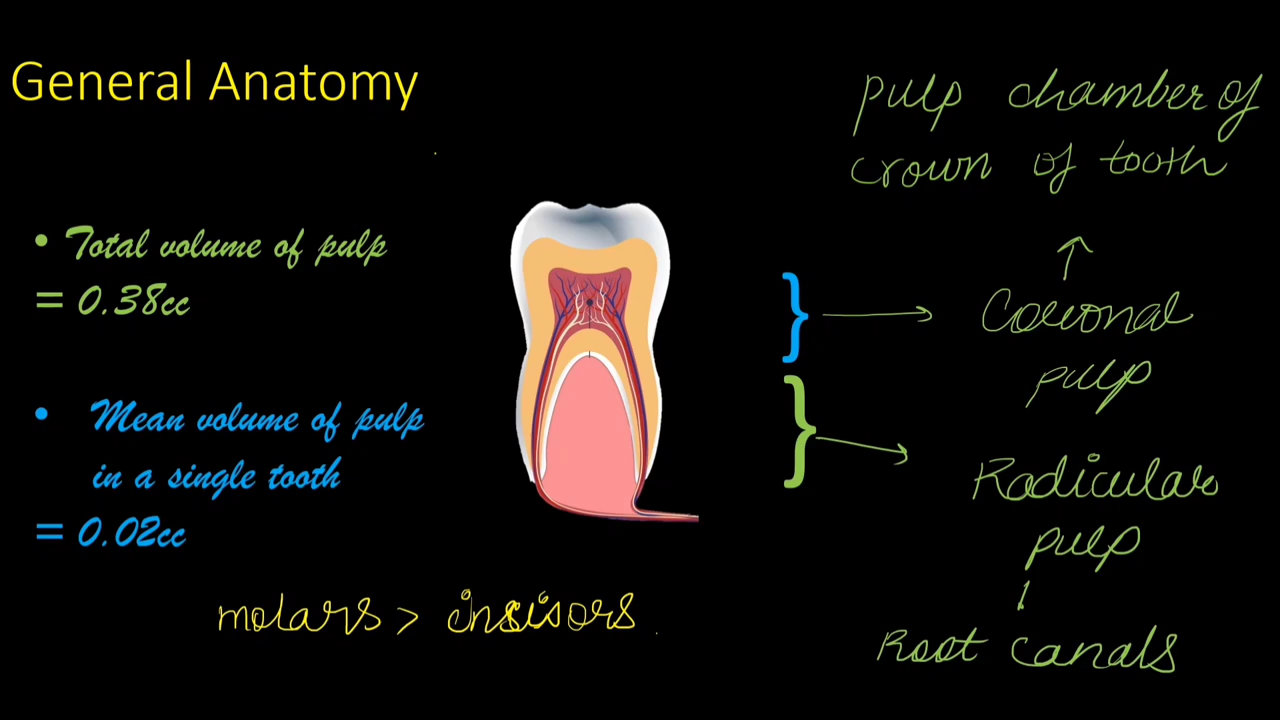 General Anatomy
• Total volume of pulp
= 0.38cc
• Mean volume of pulp
in a single tooth
= 0.02cc
molars > incisors
pulp chamber of
crown of tooth
↑
} → Coronal
pulp
} → Radicular
pulp
Root canals